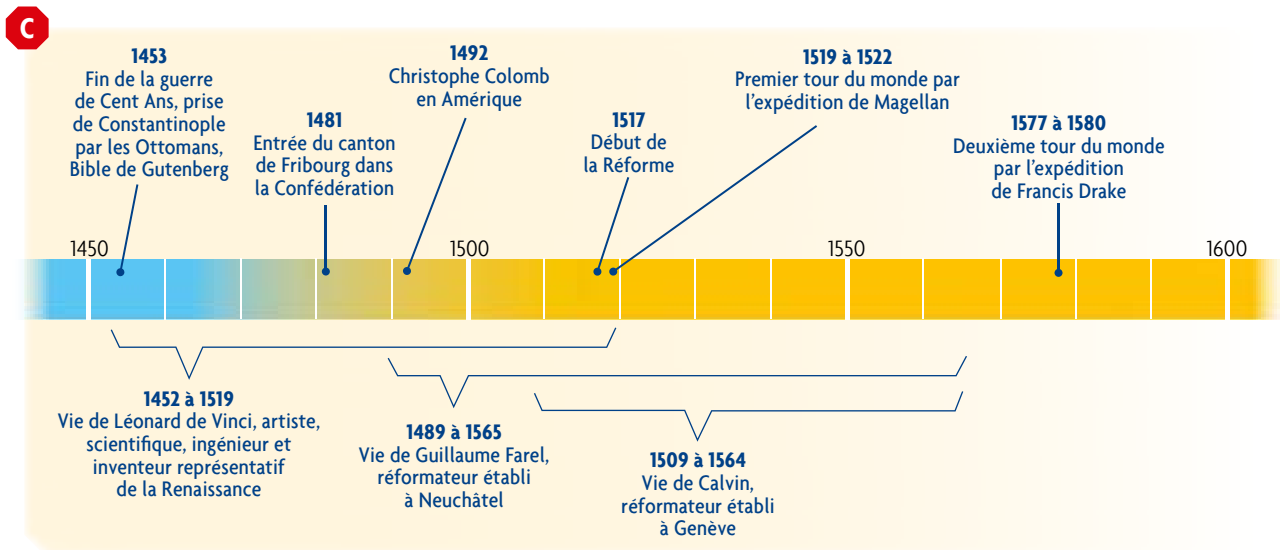 C
1453
Fin de la guerre
de Cent Ans, prise
de Constantinople
par les Ottomans,
Bible de Gutenberg
1481
Entrée du canton
de Fribourg dans
la Confédération
1492
Christophe Colomb
en Amérique
1517
Début de
la Réforme
1519 à 1522
Premier tour du monde par
l’expédition de Magellan
1577 à 1580
Deuxième tour du monde
par l’expédition
de Francis Drake
1450
1500
1550
1600
1452 à 1519
Vie de Léonard de Vinci, artiste,
scientifique, ingénieur et
inventeur représentatif
de la Renaissance
1489 à 1565
Vie de Guillaume Farel,
réformateur établi
à Neuchâtel
1509 à 1564
Vie de Calvin,
réformateur établi
à Genève